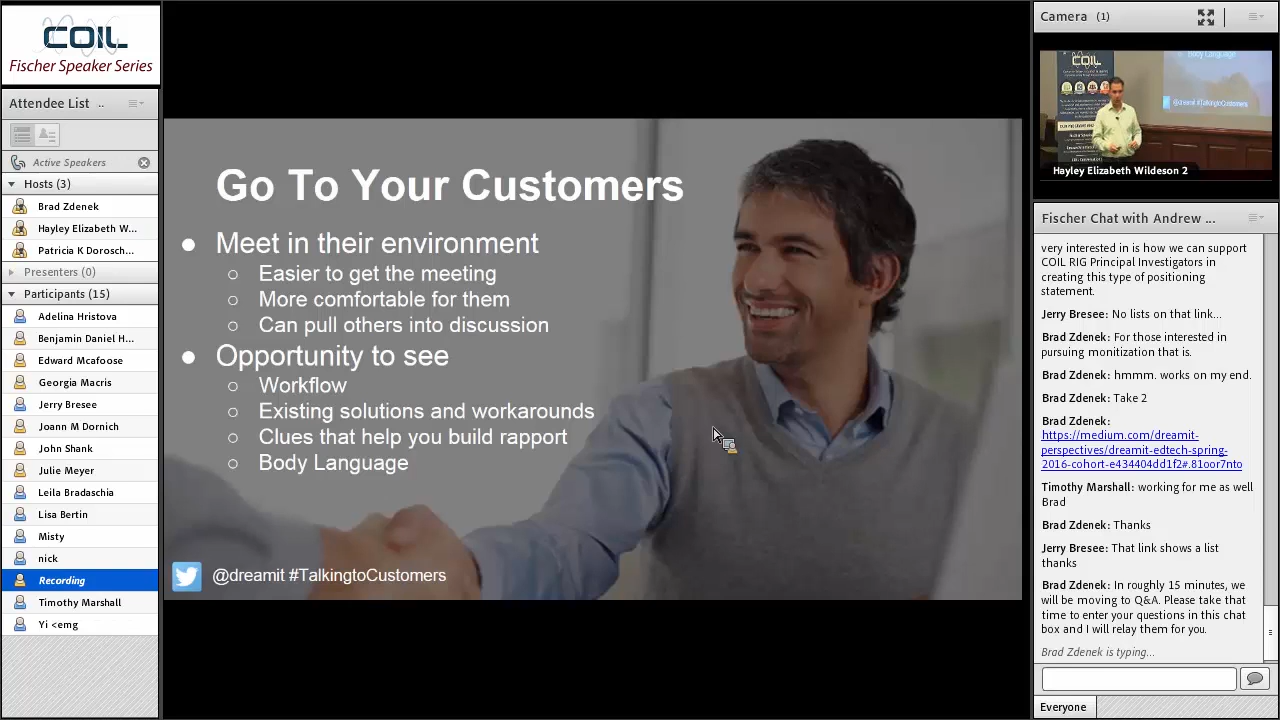 COIL
Fischer Speaker Series
Attendee List ..
Active Speakers
Hosts (3)
Brad Zdenek
Hayley Elizabeth W...
Patricia K Dorosch...
Presenters (0)
Participants (15)
Adelina Hristova
Benjamin Daniel H...
Edward Mcafoose
Georgia Macris
Jerry Bresee
Joann M Dornich
John Shank
Julie Meyer
Leila Bradaschia
Lisa Bertin
Misty
nick
Recording
Timothy Marshall
Yi <emg
Go To Your Customers
● Meet in their environment
○ Easier to get the meeting
○ More comfortable for them
○ Can pull others into discussion
● Opportunity to see
○ Workflow
○ Existing solutions and workarounds
○ Clues that help you build rapport
○ Body Language
@dreamit #TalkingtoCustomers
Camera (1)
COIL
Body Language
@dreamit #TalkingtoCustomers
Hayley Elizabeth Wildeson 2
Fischer Chat with Andrew ...
very interested in is how we can support
COIL RIG Principal Investigators in
creating this type of positioning
statement.
Jerry Bresee: No lists on that link...
Brad Zdenek: For those interested in
pursuing monitization that is.
Brad Zdenek: hmmm. works on my end.
Brad Zdenek: Take 2
Brad Zdenek:
https://medium.com/dreamit-
perspectives/dreamit-edtech-spring-
2016-cohort-e434404dd1f2#.81oor7nto
Timothy Marshall: working for me as well
Brad
Brad Zdenek: Thanks
Jerry Bresee: That link shows a list
thanks
Brad Zdenek: In roughly 15 minutes, we
will be moving to Q&A. Please take that
time to enter your questions in this chat
box and I will relay them for you.
Brad Zdenek is typing...
Everyone